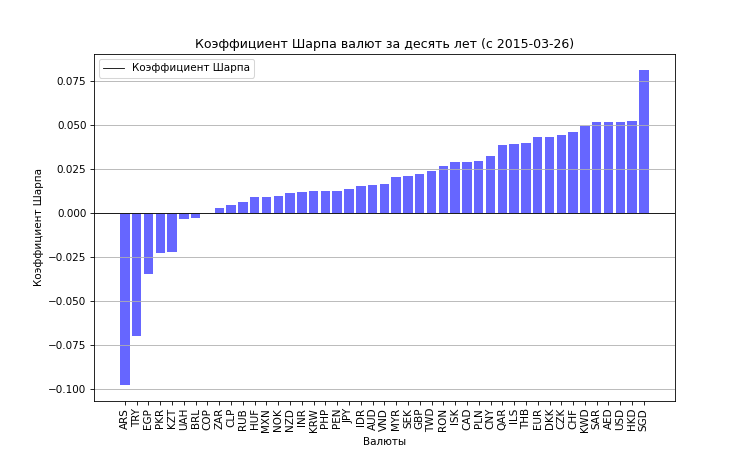 Коэффициент Шарпа валют за десять лет (с 2015-03-26)
Коэффициент Шарпа
0.075
0.050
0.025
0.000
−0.025
−0.050
−0.075
−0.100
Коэффициент Шарпа
ARS TRY EGP PKR KZT UAH BRL COP ZAR CLP RUB HUF MXN NOK NZD INR KRW PHP PEN JPY IDR AUD VND MYR SEK GBP TWD RON ISK CAD PLN CNY QAR ILS THB EUR DKK CZK CHF KWD SAR AED USD HKD SGD
Валюты